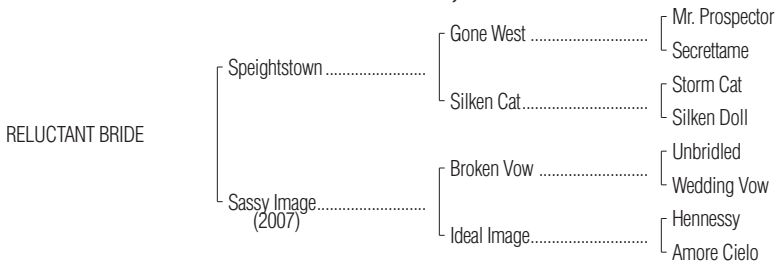 Mr. Prospector
Gone West ........................
Secrettame
Speightstown ....................
Storm Cat
Silken Cat........................
Silken Doll
RELUCTANT BRIDE
Unbridled
Broken Vow ......................
Wedding Vow
Sassy Image......................
(2007)
Hennessy
Ideal Image........................
Amore Cielo